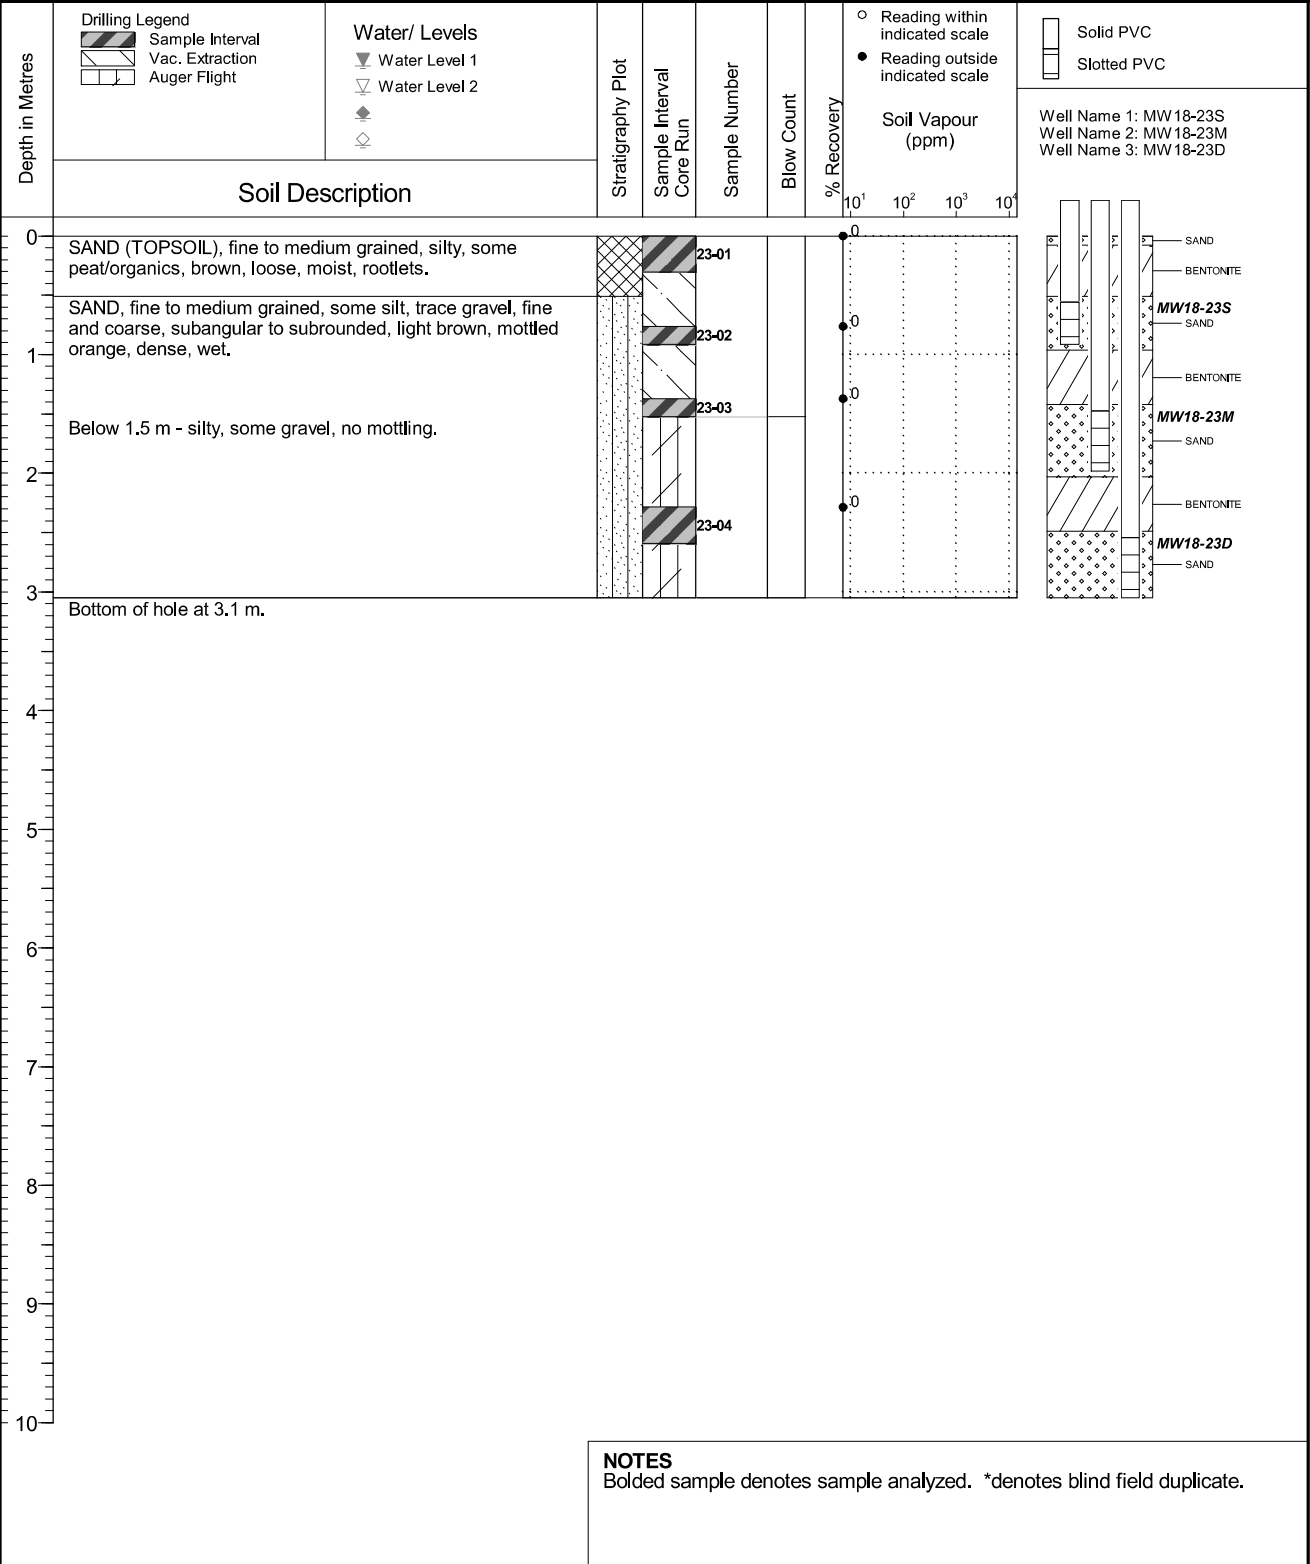 Depth in Metres
Drilling Legend
Sample Interval
Vac. Extraction
Auger Flight
Water/ Levels
Water Level 1
Water Level 2
Soil Description
Stratigraphy Plot
Sample Interval
Core Run
Sample Number
Blow Count
% Recovery
Reading within
indicated scale
Reading outside
indicated scale
Soil Vapour
(ppm)
10¹ 10² 10³ 10⁴
Solid PVC
Slotted PVC
Well Name 1: MW18-23S
Well Name 2: MW18-23M
Well Name 3: MW18-23D
0
SAND (TOPSOIL), fine to medium grained, silty, some
peat/organics, brown, loose, moist, rootlets.
23-01
0
SAND
BENTONITE
SAND, fine to medium grained, some silt, trace gravel, fine
and coarse, subangular to subrounded, light brown, mottled
orange, dense, wet.
23-02
0
MW18-23S
SAND
1
BENTONITE
23-03
0
MW18-23M
Below 1.5 m - silty, some gravel, no mottling.
SAND
2
BENTONITE
23-04
0
MW18-23D
SAND
3
Bottom of hole at 3.1 m.
4
5
6
7
8
9
10
NOTES
Bolded sample denotes sample analyzed. *denotes blind field duplicate.